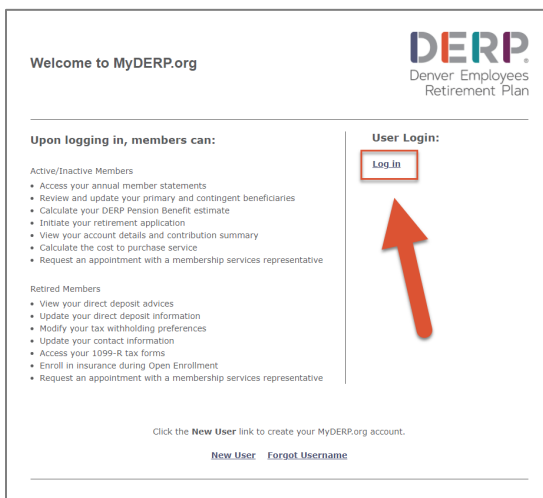 Welcome to MyDERP.org
DERP.
Denver Employees
Retirement Plan
Upon logging in, members can:
Active/Inactive Members
• Access your annual member statements
• Review and update your primary and contingent beneficiaries
• Calculate your DERP Pension Benefit estimate
• Initiate your retirement application
• View your account details and contribution summary
• Calculate the cost to purchase service
• Request an appointment with a membership services representative
Retired Members
• View your direct deposit advices
• Update your direct deposit information
• Modify your tax withholding preferences
• Update your contact information
• Access your 1099-R tax forms
• Enroll in insurance during Open Enrollment
• Request an appointment with a membership services representative
User Login:
Log in
Click the New User link to create your MyDERP.org account.
New User Forgot Username